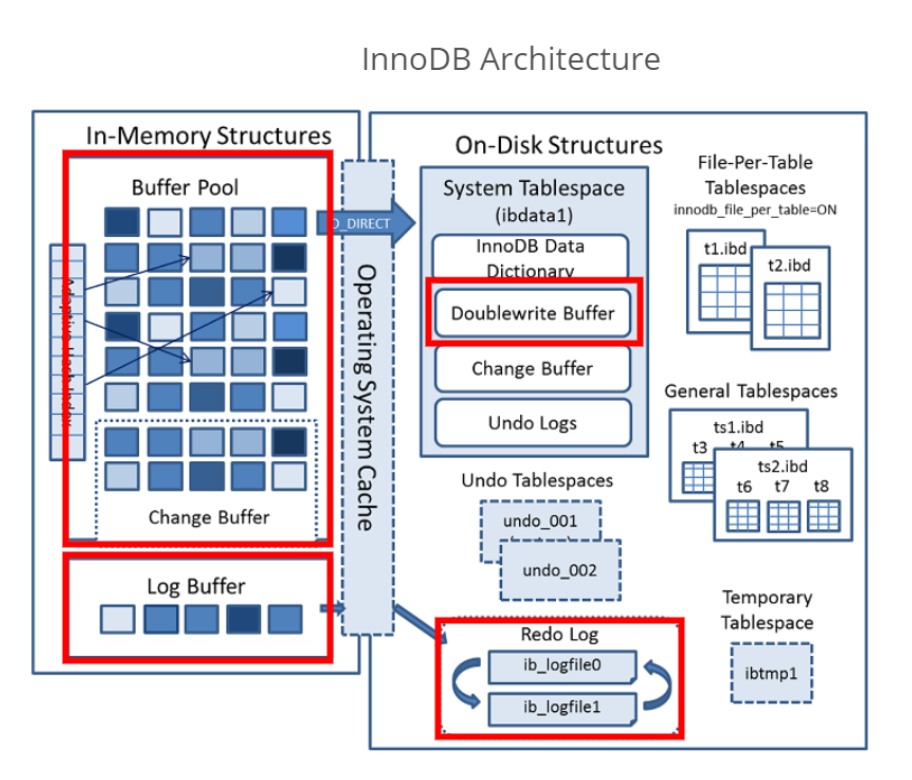 InnoDB Architecture
In-Memory Structures
Buffer Pool
Adaptive Hash Index
Change Buffer
Log Buffer
Operating System Cache
O_DIRECT
On-Disk Structures
System Tablespace
(ibdata1)
InnoDB Data
Dictionary
Doublewrite Buffer
Change Buffer
Undo Logs
Undo Tablespaces
undo_001
undo_002
Redo Log
ib_logfile0
ib_logfile1
File-Per-Table
Tablespaces
innodb_file_per_table=ON
t1.ibd
t2.ibd
General Tablespaces
ts1.ibd
t3 t4 t5
ts2.ibd
t6 t7 t8
Temporary
Tablespace
ibtmp1